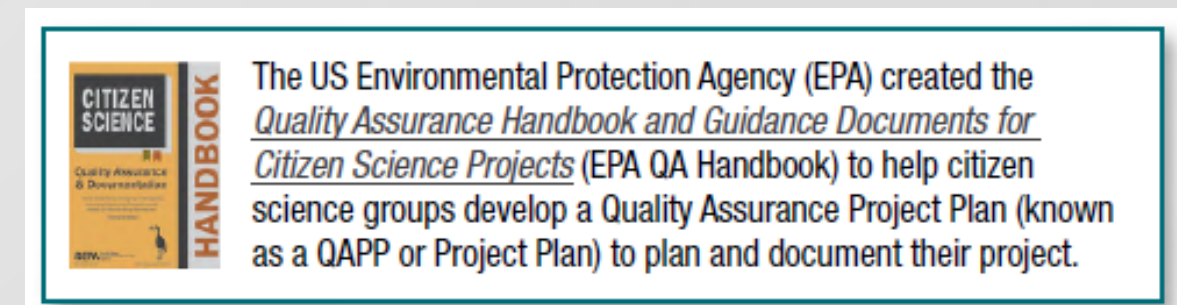 CITIZEN
SCIENCE
Quality Assurance
& Documentation
HANDBOOK
The US Environmental Protection Agency (EPA) created the
Quality Assurance Handbook and Guidance Documents for
Citizen Science Projects (EPA QA Handbook) to help citizen
science groups develop a Quality Assurance Project Plan (known
as a QAPP or Project Plan) to plan and document their project.